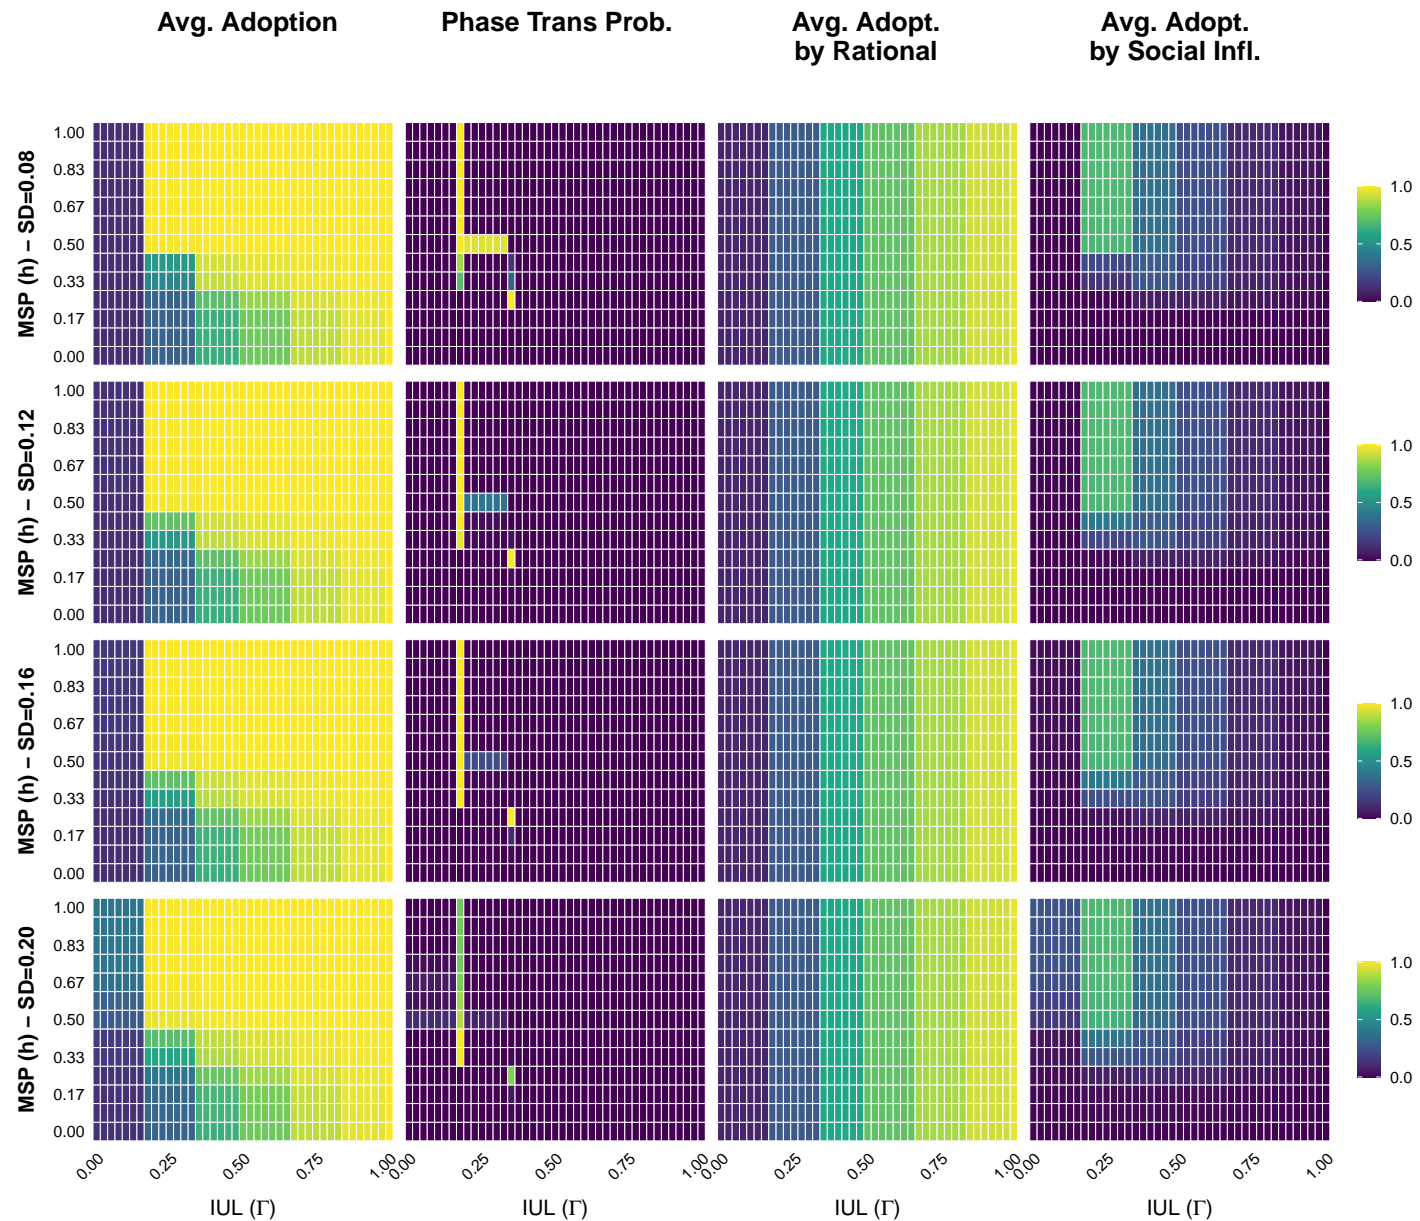 Avg. Adoption
Phase Trans Prob.
Avg. Adopt.
by Rational
Avg. Adopt.
by Social Infl.
MSP (h) − SD=0.08
1.00
0.83
0.67
0.50
0.33
0.17
0.00
1.0
0.5
0.0
MSP (h) − SD=0.12
1.00
0.83
0.67
0.50
0.33
0.17
0.00
1.0
0.5
0.0
MSP (h) − SD=0.16
1.00
0.83
0.67
0.50
0.33
0.17
0.00
1.0
0.5
0.0
MSP (h) − SD=0.20
1.00
0.83
0.67
0.50
0.33
0.17
0.00
1.0
0.5
0.0
0.00 0.25 0.50 0.75 1.00
0.00 0.25 0.50 0.75 1.00
0.00 0.25 0.50 0.75 1.00
0.00 0.25 0.50 0.75 1.00
IUL (Γ)
IUL (Γ)
IUL (Γ)
IUL (Γ)